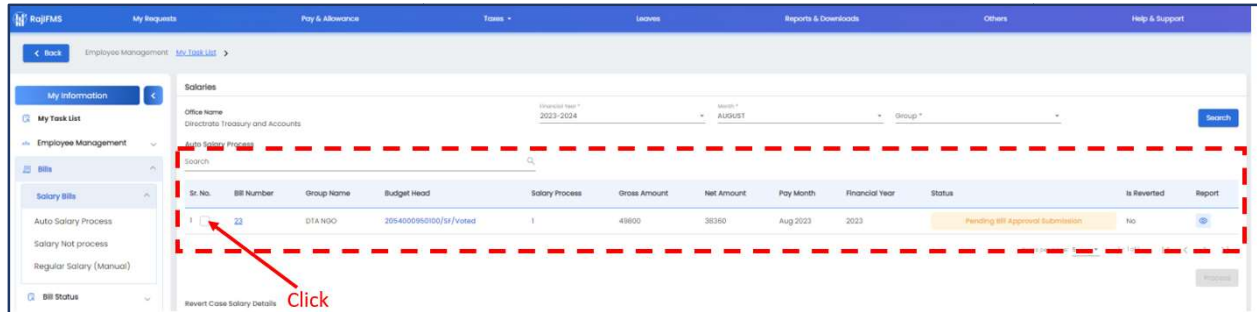 RajIFMS My Requests Pay & Allowance Taxes Leaves Reports & Downloads Others Help & Support
Back Employee Management My Task List
My Information
My Task List
Employee Management
Bills
Salary Bills
Auto Salary Process
Salary Not process
Regular Salary (Manual)
Bill Status
Salaries
Office Name
Directrate Treasury and Accounts
Financial Year *
2023-2024
Month *
AUGUST
Group *
Search
Auto Salary Process
Search
Sr. No. Bill Number Group Name Budget Head Salary Process Gross Amount Net Amount Pay Month Financial Year Status Is Reverted Report
1 23 DTA NGO 2054000950100/SF/Voted 1 49800 38360 Aug 2023 2023 Pending Bill Approval Submission No
Process
Revert Case Salary Details
Click